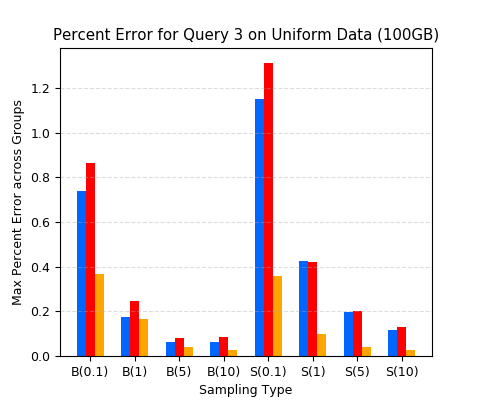 Percent Error for Query 3 on Uniform Data (100GB)
Max Percent Error across Groups
1.2
1.0
0.8
0.6
0.4
0.2
0.0
B(0.1) B(1) B(5) B(10) S(0.1) S(1) S(5) S(10)
Sampling Type